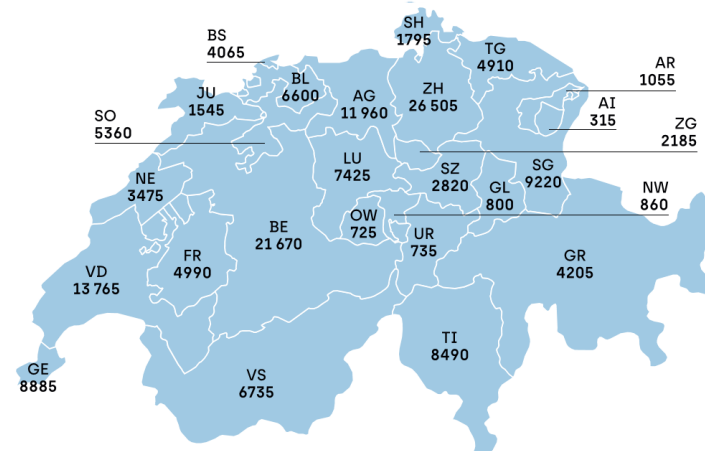 SH
1795
BS
4065
TG
4910
AR
1055
BL
6600
JU
1545
ZH
26 505
AG
11 960
AI
315
SO
5360
ZG
2185
LU
7425
SZ
2820
SG
9220
NE
3475
GL
800
NW
860
OW
725
BE
21 670
UR
735
FR
4990
GR
4205
VD
13 765
TI
8490
GE
8885
VS
6735